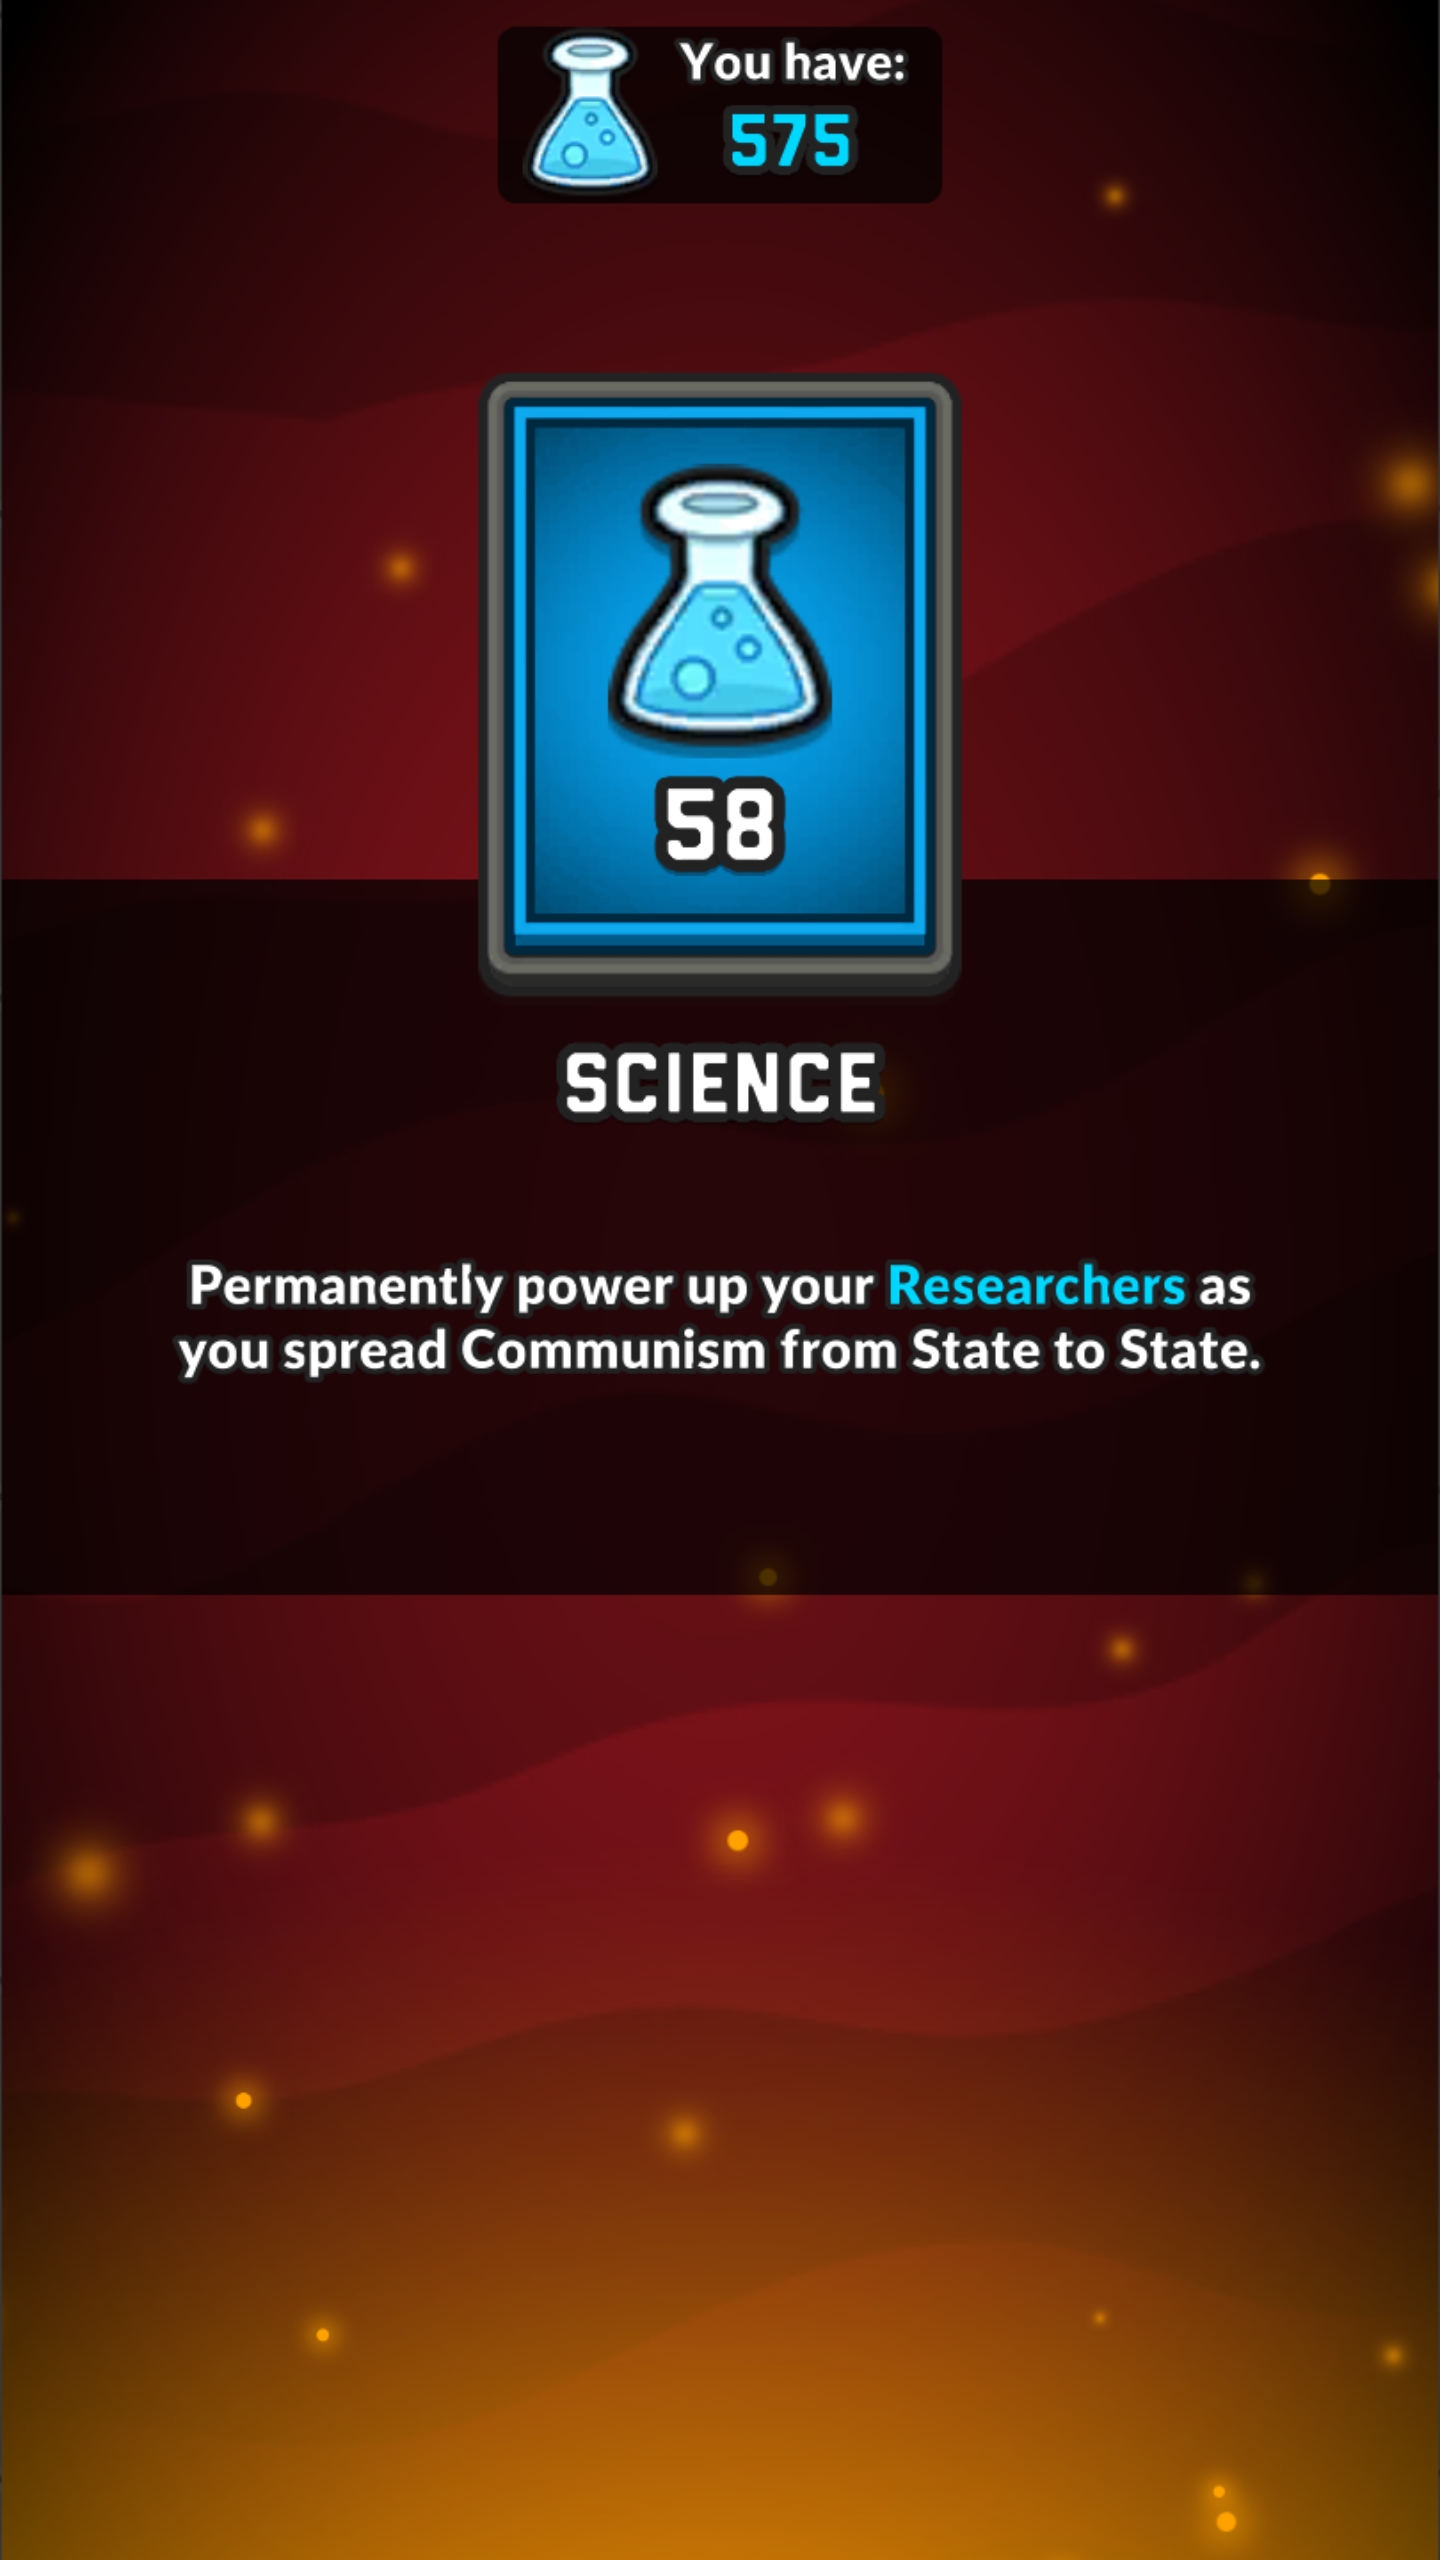 You have:
575
58
SCIENCE
Permanently power up your Researchers as
you spread Communism from State to State.